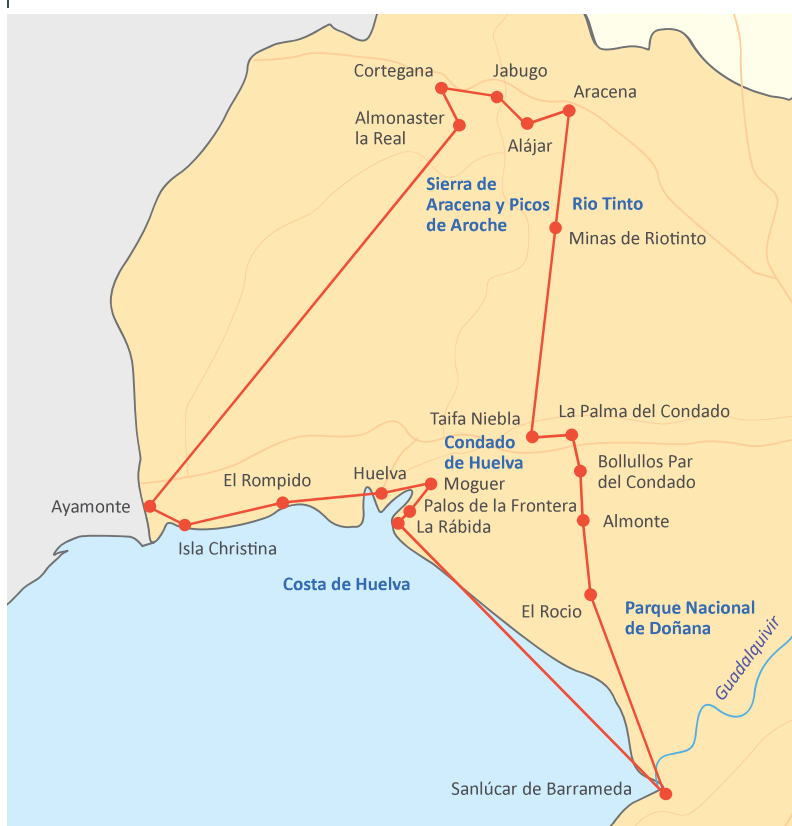 Cortegana
Jabugo
Aracena
Almonaster
la Real
Alájar
Sierra de
Aracena y Picos
de Aroche
Rio Tinto
Minas de Riotinto
Taifa Niebla
La Palma del Condado
Condado
de Huelva
Bollullos Par
del Condado
El Rompido
Huelva
Moguer
Ayamonte
Palos de la Frontera
La Rábida
Almonte
Isla Christina
Costa de Huelva
El Rocio
Parque Nacional
de Doñana
Guadalquivir
Sanlúcar de Barrameda